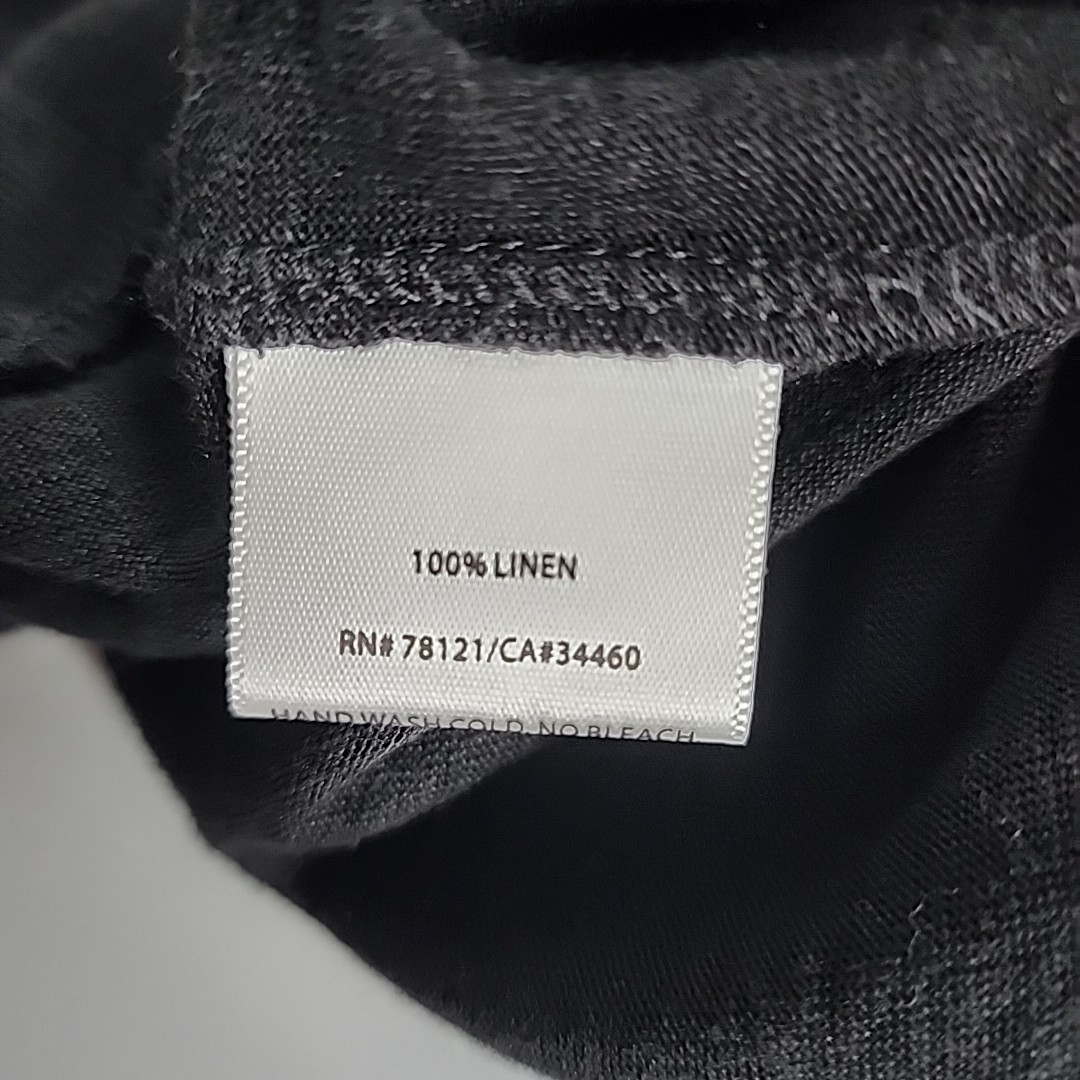 100% LINEN
RN# 78121/CA#34460
HAND WASH COLD. NO BLEACH